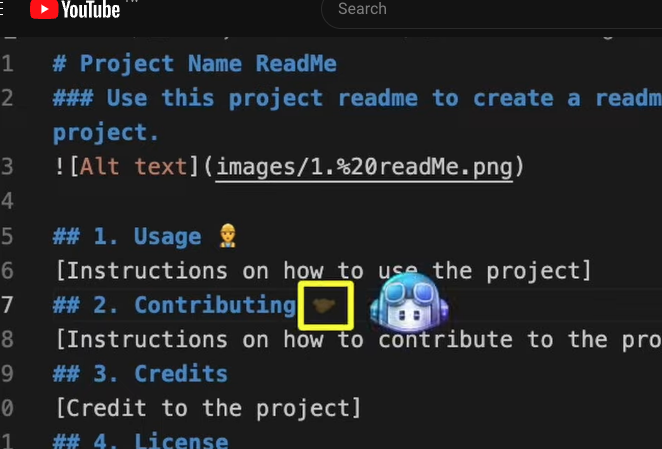 YouTube
Search
1 # Project Name ReadMe
2 ### Use this project readme to create a readm
project.
3 ![Alt text](images/1.%20readMe.png)
4
5 ## 1. Usage 👷
6 [Instructions on how to use the project]
7 ## 2. Contributing
8 [Instructions on how to contribute to the pro
9 ## 3. Credits
0 [Credit to the project]
1 ## 4. License